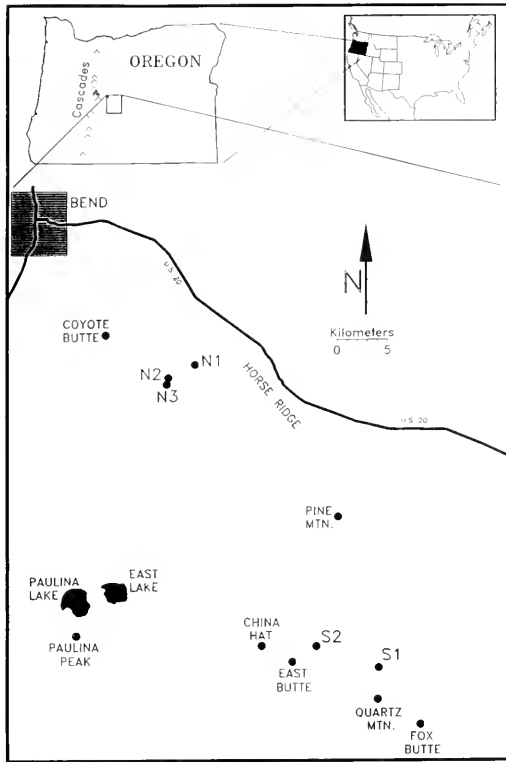 OREGON
Cascades
BEND
U S 20
N
Kilometers
0 5
COYOTE
BUTTE
N1
N2
N3
HORSE RIDGE
U S 20
PINE
MTN.
PAULINA
LAKE
EAST
LAKE
PAULINA
PEAK
CHINA
HAT
S2
EAST
BUTTE
S1
QUARTZ
MTN.
FOX
BUTTE